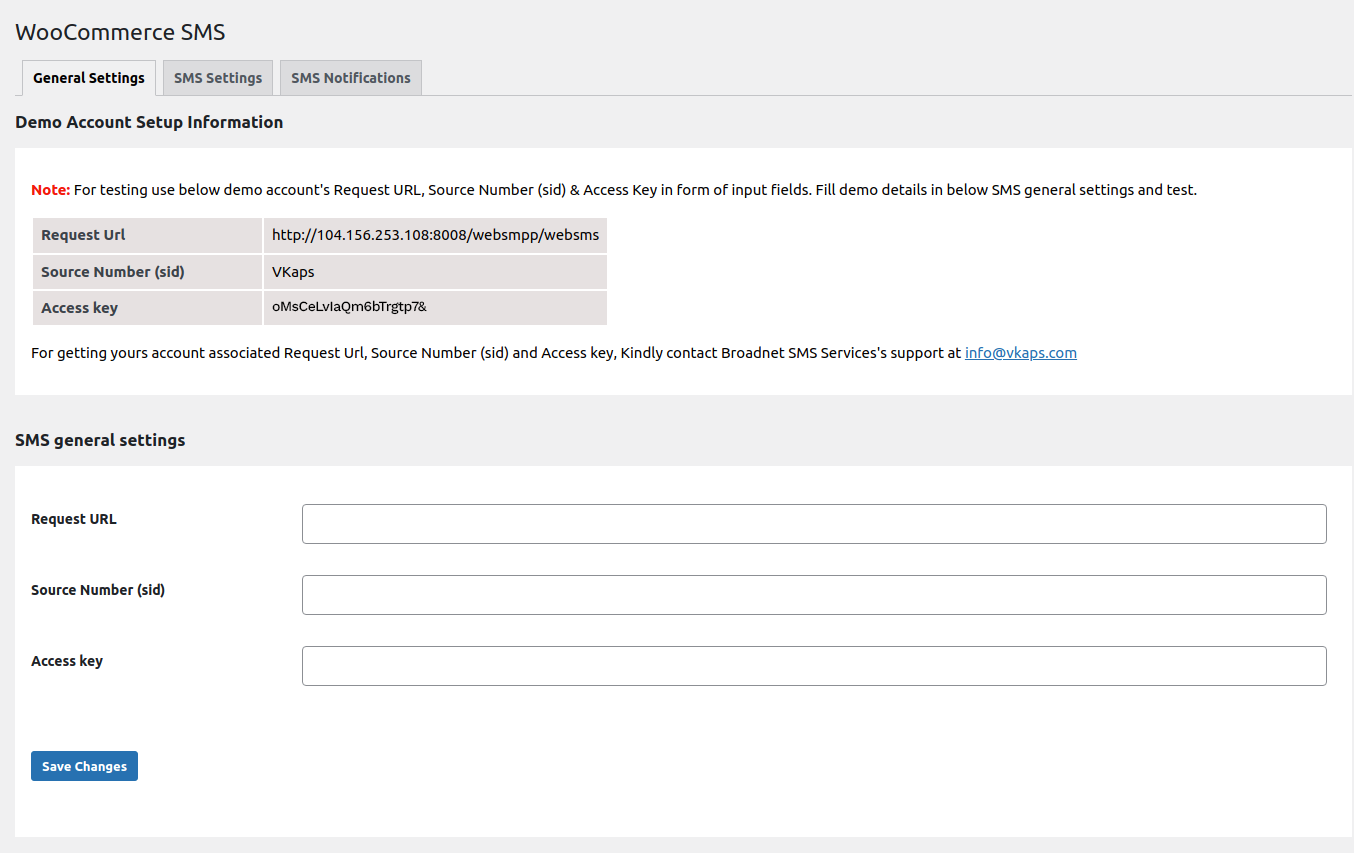 WooCommerce SMS
General Settings SMS Settings SMS Notifications
Demo Account Setup Information
Note: For testing use below demo account's Request URL, Source Number (sid) & Access Key in form of input fields. Fill demo details in below SMS general settings and test.
Request Url http://104.156.253.108:8008/websmpp/websms
Source Number (sid) VKaps
Access key oMsCeLvIaQm6bTrgtp7&
For getting yours account associated Request Url, Source Number (sid) and Access key, Kindly contact Broadnet SMS Services's support at info@vkaps.com
SMS general settings
Request URL
Source Number (sid)
Access key
Save Changes